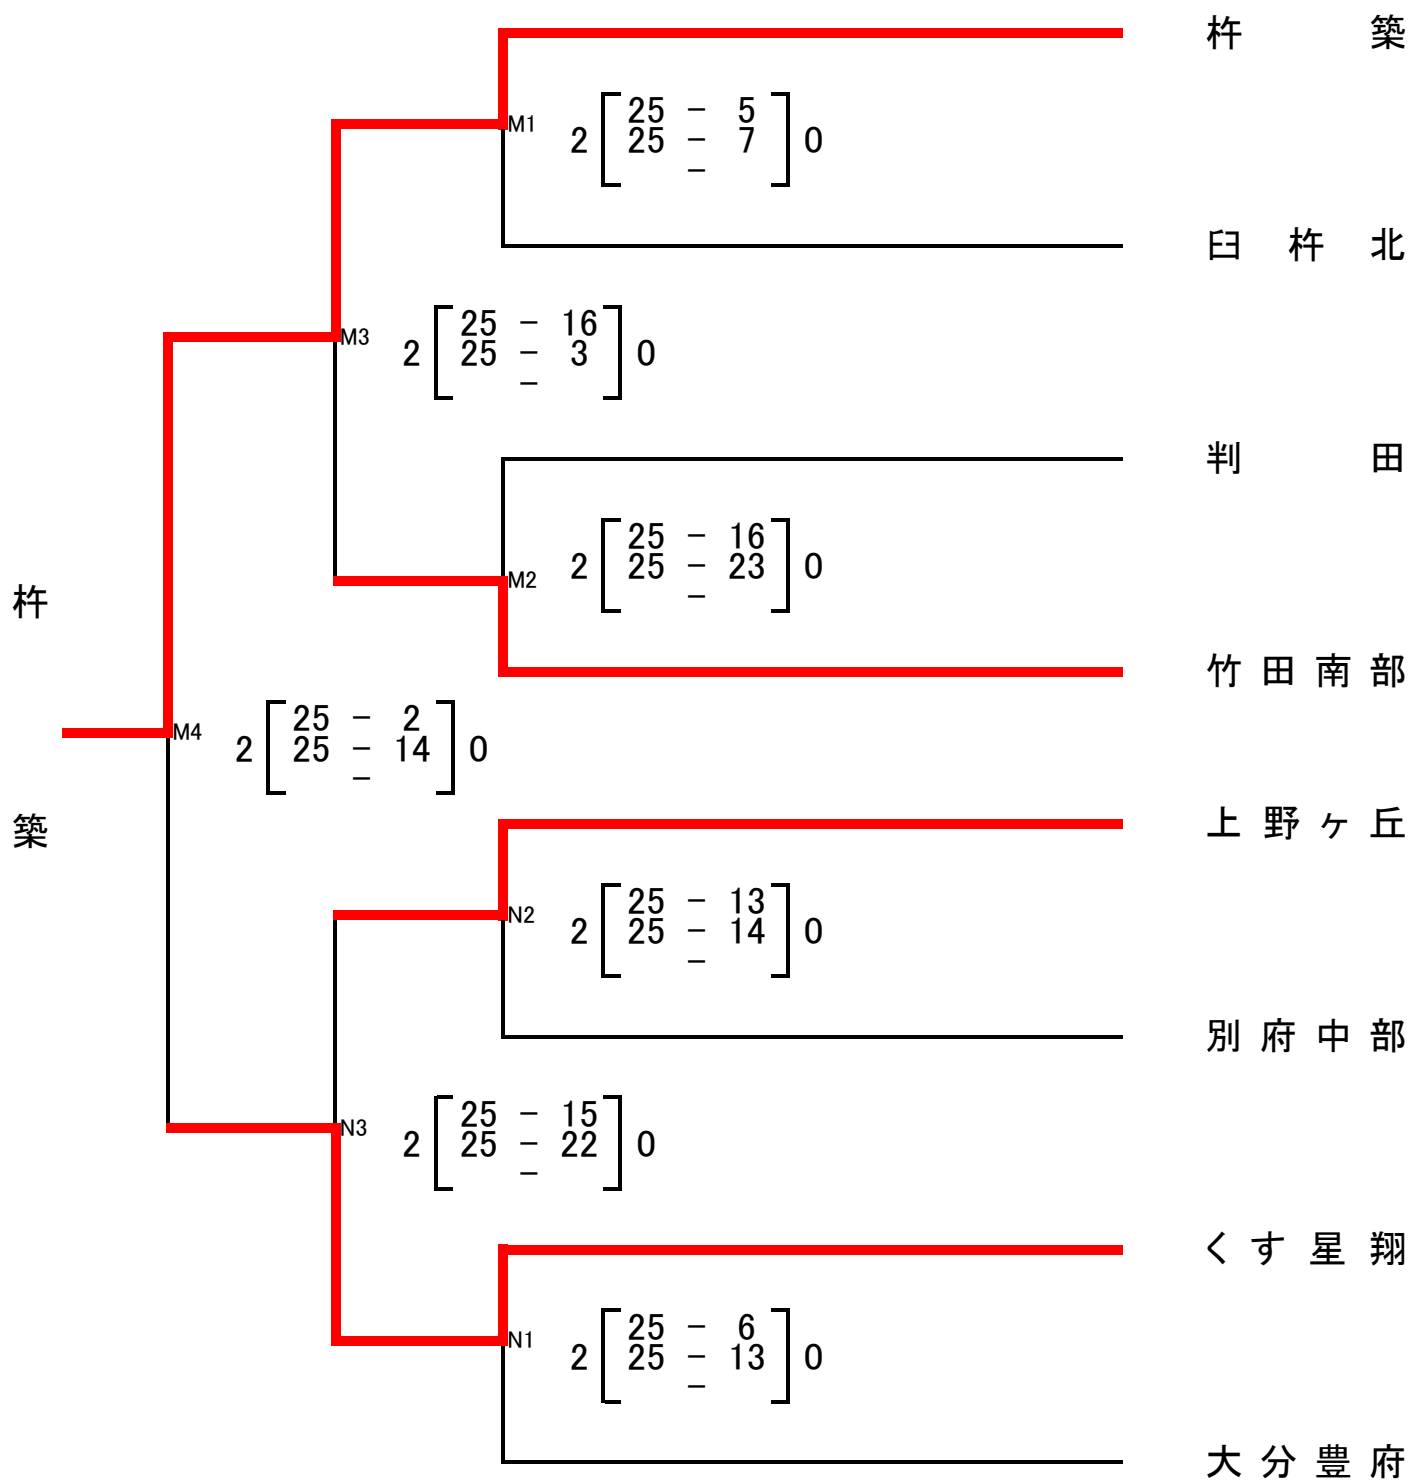 杵築
M1
25 - 5
2 25 - 7 0
-
臼杵北
M3
25 - 16
2 25 - 3 0
-
判田
M2
25 - 16
2 25 - 23 0
-
竹田南部
杵築
M4
25 - 2
2 25 - 14 0
-
上野ヶ丘
N2
25 - 13
2 25 - 14 0
-
別府中部
N3
25 - 15
2 25 - 22 0
-
くす星翔
N1
25 - 6
2 25 - 13 0
-
大分豊府